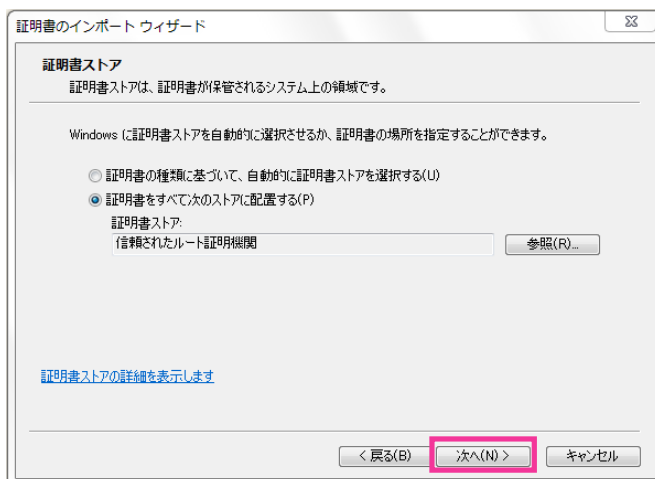 証明書のインポート ウィザード
証明書ストア
証明書ストアは、証明書が保管されるシステム上の領域です。
Windows に証明書ストアを自動的に選択させるか、証明書の場所を指定することができます。
証明書の種類に基づいて、自動的に証明書ストアを選択する(U)
証明書をすべて次のストアに配置する(P)
証明書ストア:
信頼されたルート証明機関
参照(R)...
証明書ストアの詳細を表示します
< 戻る(B)
次へ(N) >
キャンセル